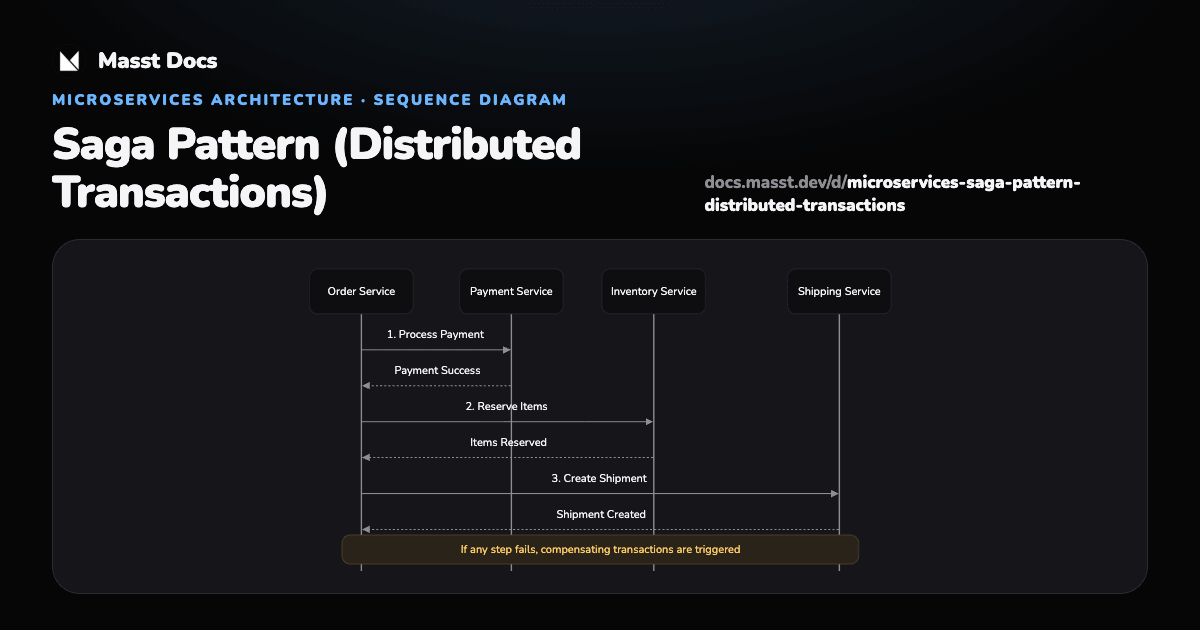 Masst Docs
MICROSERVICES ARCHITECTURE · SEQUENCE DIAGRAM
Saga Pattern (Distributed
Transactions)
docs.masst.dev/d/microservices-saga-pattern-
distributed-transactions
Order Service
Payment Service
Inventory Service
Shipping Service
1. Process Payment
Payment Success
2. Reserve Items
Items Reserved
3. Create Shipment
Shipment Created
If any step fails, compensating transactions are triggered